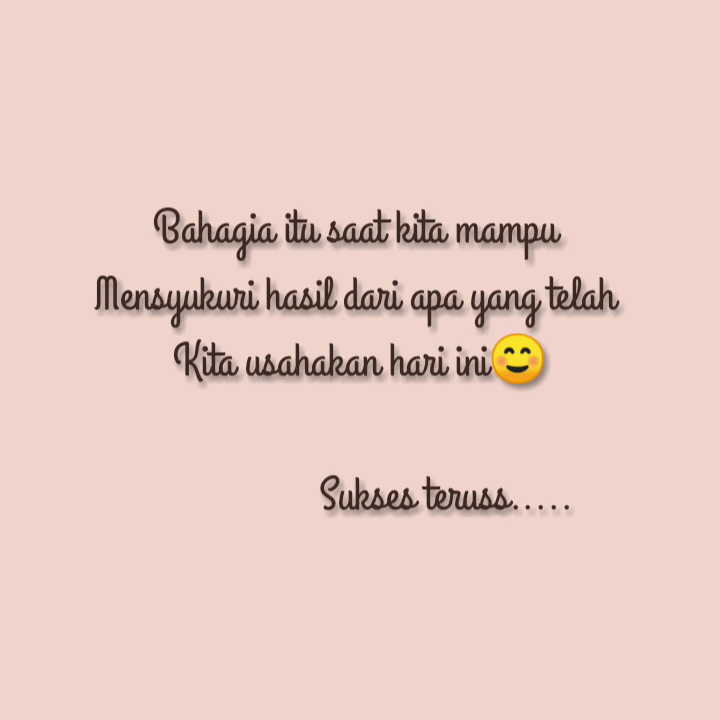 Bahagia itu saat kita mampu
Mensyukuri hasil dari apa yang telah
Kita usahakan hari ini😊
Sukses teruss.....